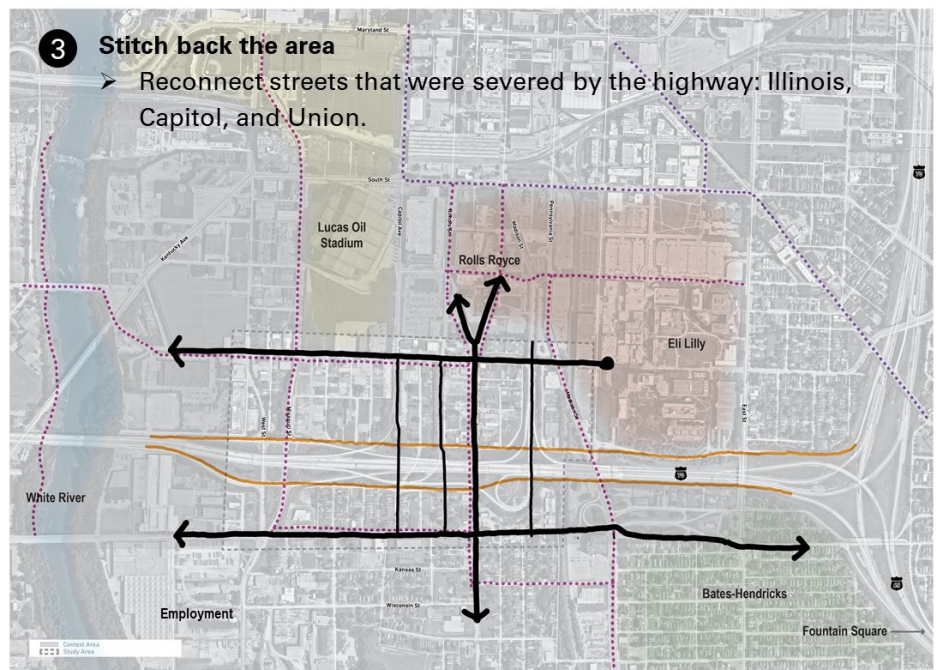 3 Stitch back the area
➤ Reconnect streets that were severed by the highway: Illinois,
Capitol, and Union.
Maryland St
South St
Kentucky Ave
Lucas Oil
Stadium
Capitol Ave
Rolls Royce
Madison St
Pennsylvania St
Eli Lilly
West St
East St
White River
Kansas St
Wisconsin St
Employment
Bates-Hendricks
Fountain Square
Context Area
Study Area